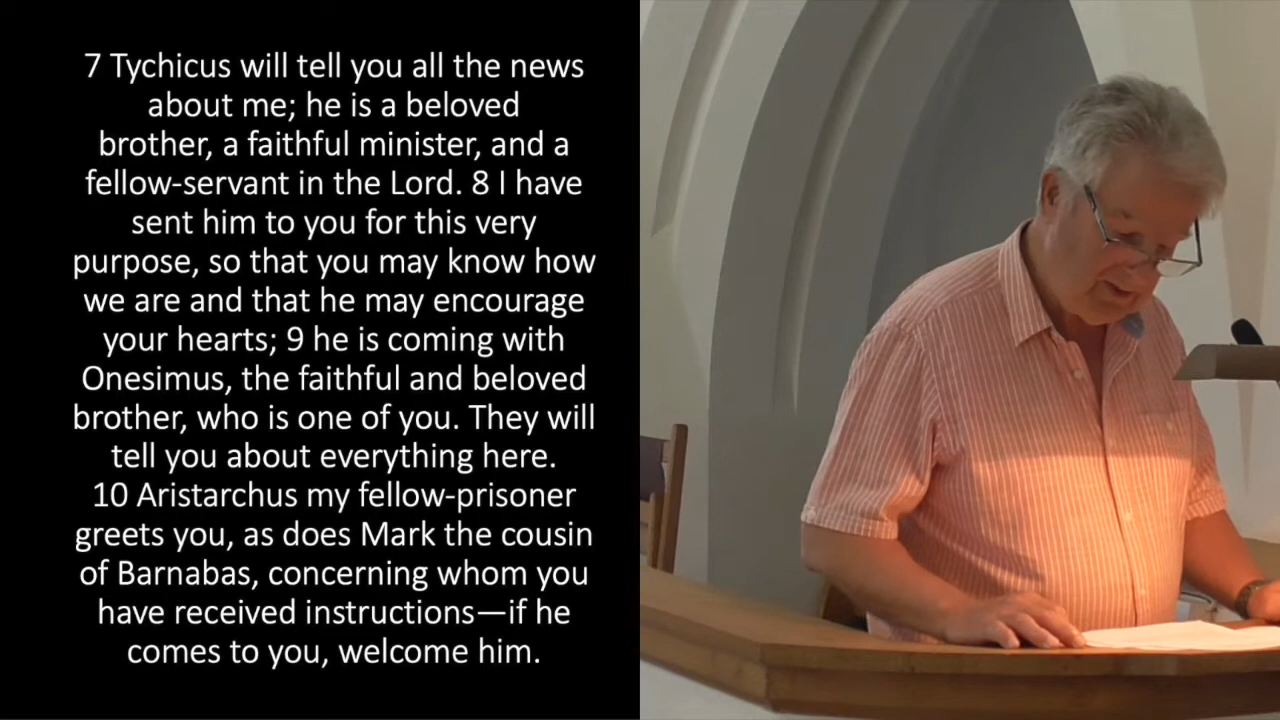 7 Tychicus will tell you all the news
about me; he is a beloved
brother, a faithful minister, and a
fellow-servant in the Lord. 8 I have
sent him to you for this very
purpose, so that you may know how
we are and that he may encourage
your hearts; 9 he is coming with
Onesimus, the faithful and beloved
brother, who is one of you. They will
tell you about everything here.
10 Aristarchus my fellow-prisoner
greets you, as does Mark the cousin
of Barnabas, concerning whom you
have received instructions—if he
comes to you, welcome him.